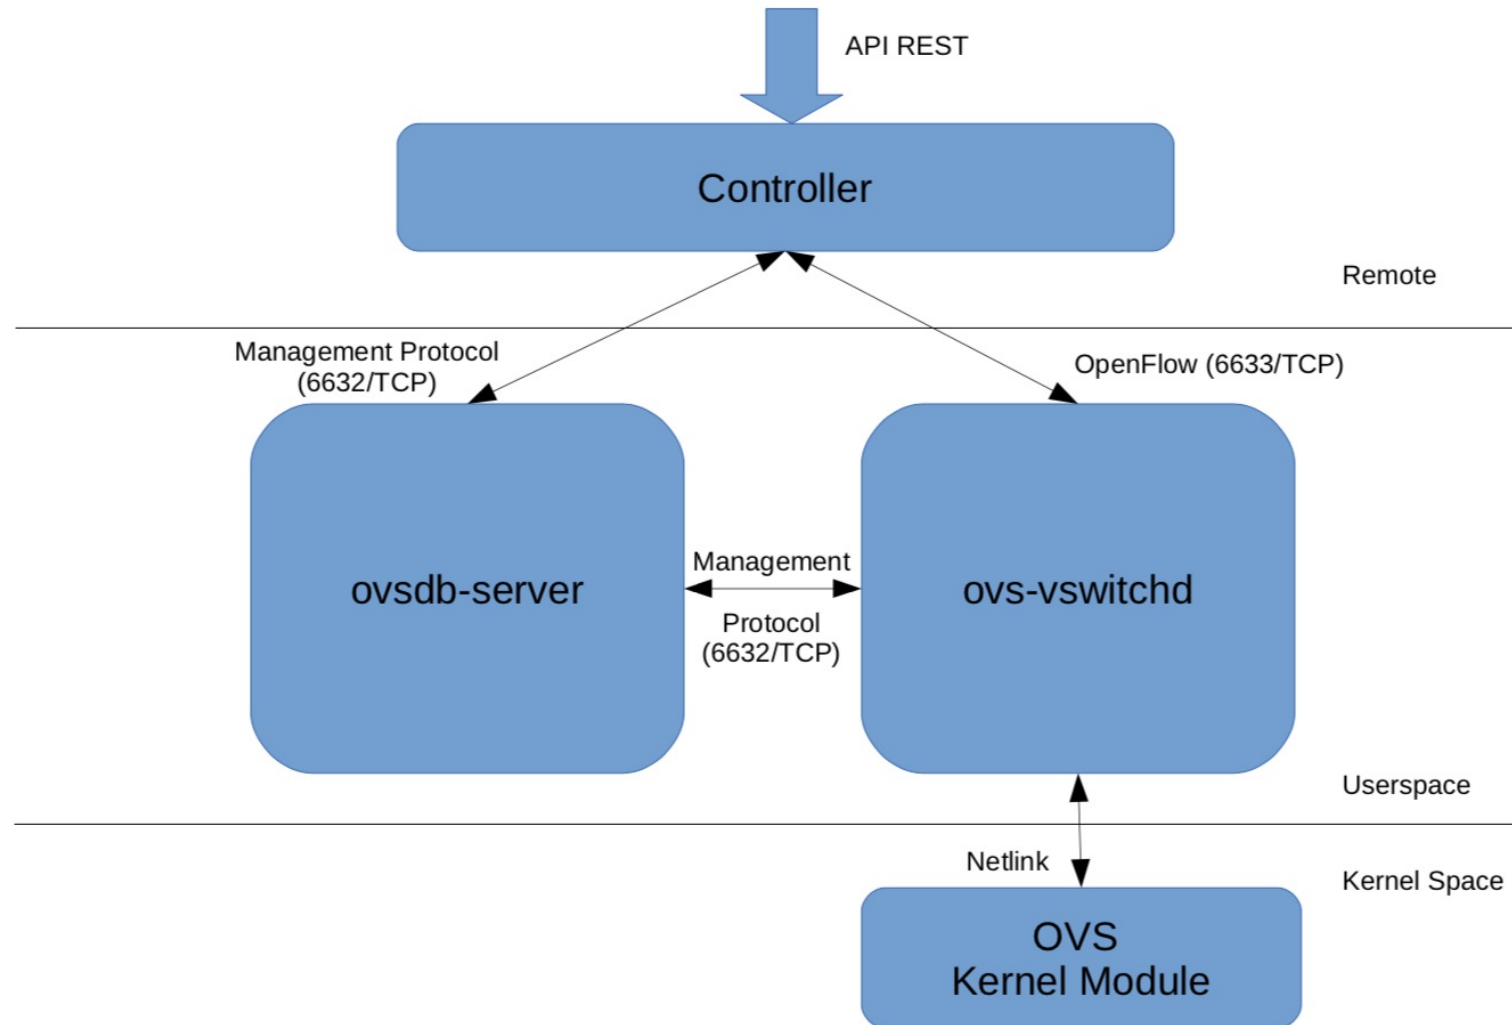 API REST
Controller
Remote
Management Protocol
(6632/TCP)
OpenFlow (6633/TCP)
ovsdb-server
Management
Protocol
(6632/TCP)
ovs-vswitchd
Userspace
Netlink
Kernel Space
OVS
Kernel Module